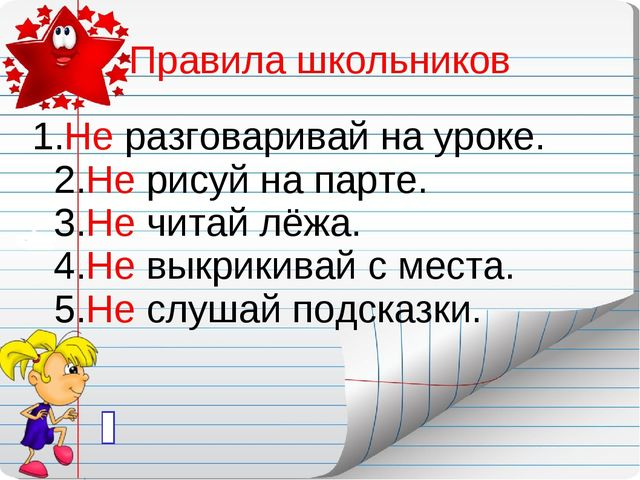 Правила школьников
1.Не разговаривай на уроке.
2.Не рисуй на парте.
3.Не читай лёжа.
4.Не выкрикивай с места.
5.Не слушай подсказки.